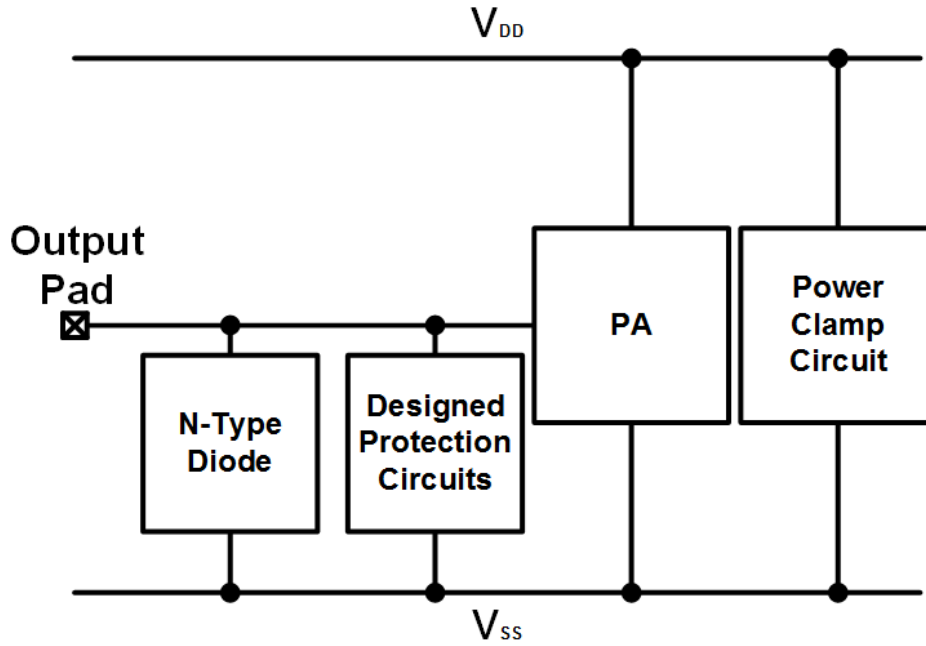 VDD
Output
Pad
N-Type
Diode
Designed
Protection
Circuits
PA
Power
Clamp
Circuit
VSS